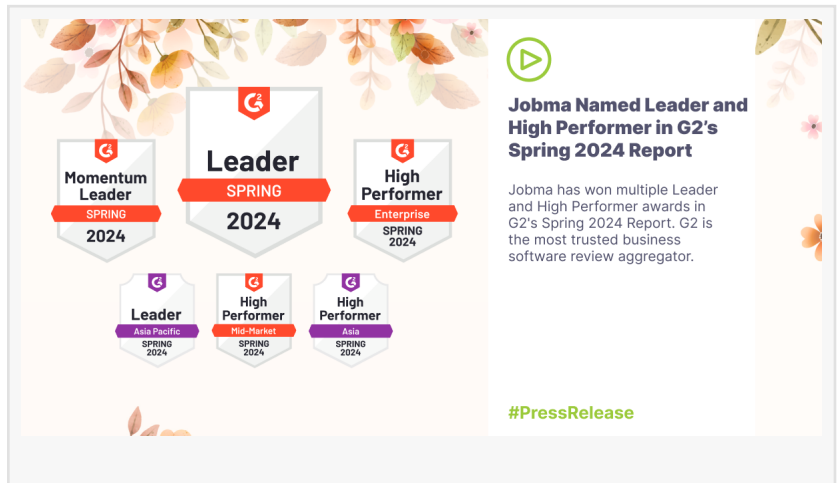 G2
Leader
SPRING
2024
G2
Momentum
Leader
SPRING
2024
G2
High
Performer
Enterprise
SPRING
2024
G2
Leader
Asia Pacific
SPRING
2024
G2
High
Performer
Mid-Market
SPRING
2024
G2
High
Performer
Asia
SPRING
2024
Jobma Named Leader and
High Performer in G2’s
Spring 2024 Report
Jobma has won multiple Leader
and High Performer awards in
G2's Spring 2024 Report. G2 is
the most trusted business
software review aggregator.
#PressRelease